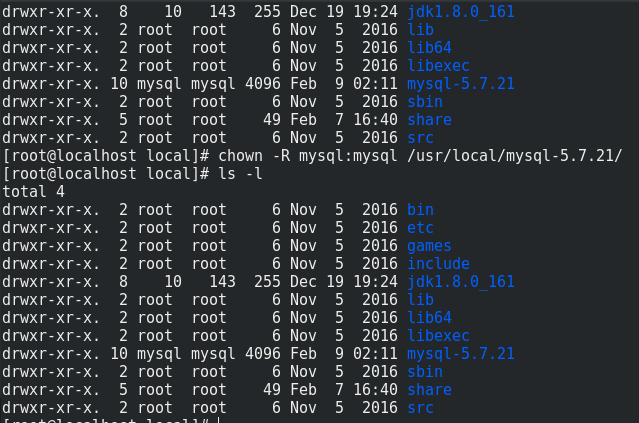 drwxr-xr-x.  8    10   143  255 Dec 19 19:24 jdk1.8.0_161
drwxr-xr-x.  2 root  root     6 Nov  5  2016 lib
drwxr-xr-x.  2 root  root     6 Nov  5  2016 lib64
drwxr-xr-x.  2 root  root     6 Nov  5  2016 libexec
drwxr-xr-x. 10 mysql mysql 4096 Feb  9 02:11 mysql-5.7.21
drwxr-xr-x.  2 root  root     6 Nov  5  2016 sbin
drwxr-xr-x.  5 root  root    49 Feb  7 16:40 share
drwxr-xr-x.  2 root  root     6 Nov  5  2016 src
[root@localhost local]# chown -R mysql:mysql /usr/local/mysql-5.7.21/
[root@localhost local]# ls -l
total 4
drwxr-xr-x.  2 root  root     6 Nov  5  2016 bin
drwxr-xr-x.  2 root  root     6 Nov  5  2016 etc
drwxr-xr-x.  2 root  root     6 Nov  5  2016 games
drwxr-xr-x.  2 root  root     6 Nov  5  2016 include
drwxr-xr-x.  8    10   143  255 Dec 19 19:24 jdk1.8.0_161
drwxr-xr-x.  2 root  root     6 Nov  5  2016 lib
drwxr-xr-x.  2 root  root     6 Nov  5  2016 lib64
drwxr-xr-x.  2 root  root     6 Nov  5  2016 libexec
drwxr-xr-x. 10 mysql mysql 4096 Feb  9 02:11 mysql-5.7.21
drwxr-xr-x.  2 root  root     6 Nov  5  2016 sbin
drwxr-xr-x.  5 root  root    49 Feb  7 16:40 share
drwxr-xr-x.  2 root  root     6 Nov  5  2016 src
[root@localhost local]#